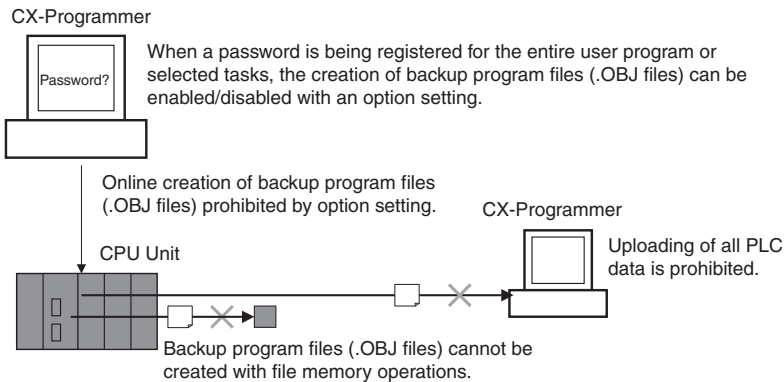 CX-Programmer
Password?
When a password is being registered for the entire user program or
selected tasks, the creation of backup program files (.OBJ files) can be
enabled/disabled with an option setting.
Online creation of backup program files
(.OBJ files) prohibited by option setting.
CX-Programmer
Uploading of all PLC
data is prohibited.
CPU Unit
Backup program files (.OBJ files) cannot be
created with file memory operations.